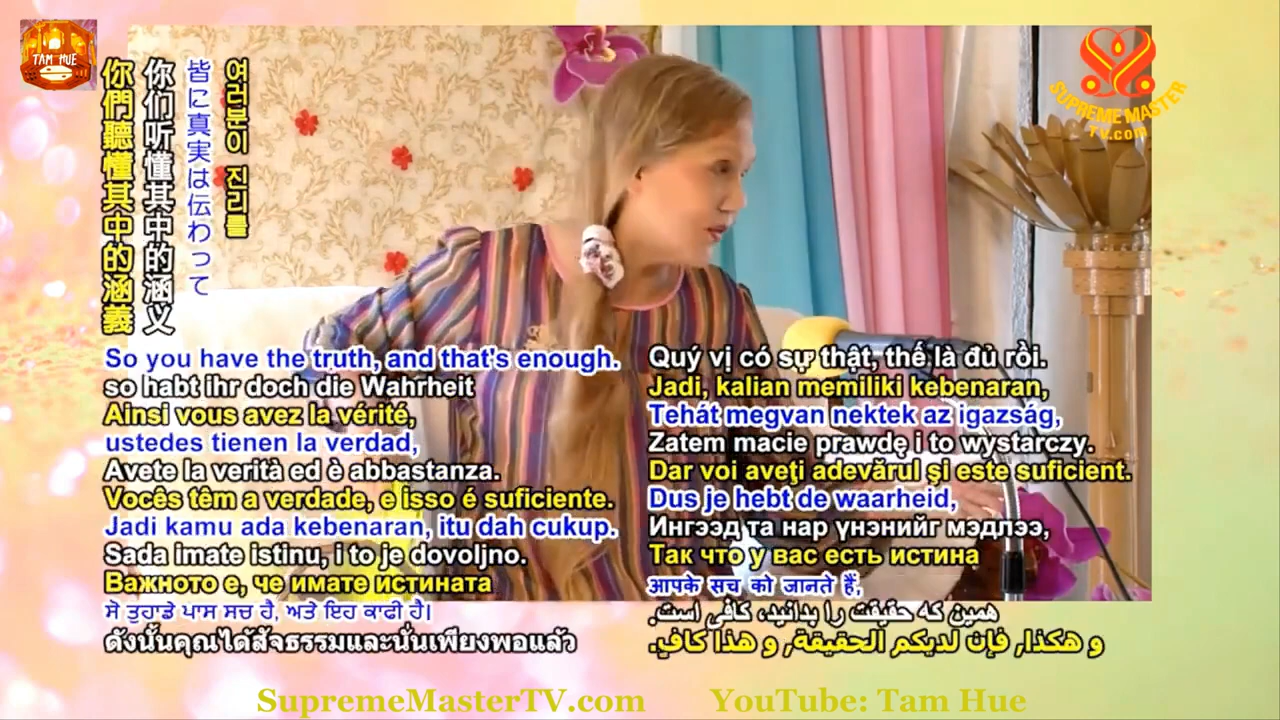 TAM HUE
SUPREME MASTER
TV.com
你們聽懂其中的涵義
你们听懂其中的涵义
皆に真実は伝わって
여러분이 진리를
So you have the truth, and that's enough.
so habt ihr doch die Wahrheit
Ainsi vous avez la vérité,
ustedes tienen la verdad,
Avete la verità ed è abbastanza.
Vocês têm a verdade, e isso é suficiente.
Jadi kamu ada kebenaran, itu dah cukup.
Sada imate istinu, i to je dovoljno.
Важното е, че имате истината
ਸੋ ਤੁਹਾਡੇ ਪਾਸ ਸਚ ਹੈ, ਅਤੇ ਇਹ ਕਾਫੀ ਹੈ।
ดังนั้นคุณได้สัจธรรมและนั่นเพียงพอแล้ว
Quý vị có sự thật, thế là đủ rồi.
Jadi, kalian memiliki kebenaran,
Tehát megvan nektek az igazság,
Zatem macie prawdę i to wystarczy.
Dar voi aveţi adevărul şi este suficient.
Dus je hebt de waarheid,
Ингээд та нар үнэнийг мэдлээ,
Так что у вас есть истина
आपके सच को जानते हैं,
همین که حقیقت را بدانید، کافی است.
و هكذا, فإن لديكم الحقيقة, و هذا كافٍ.
SupremeMasterTV.com YouTube: Tam Hue